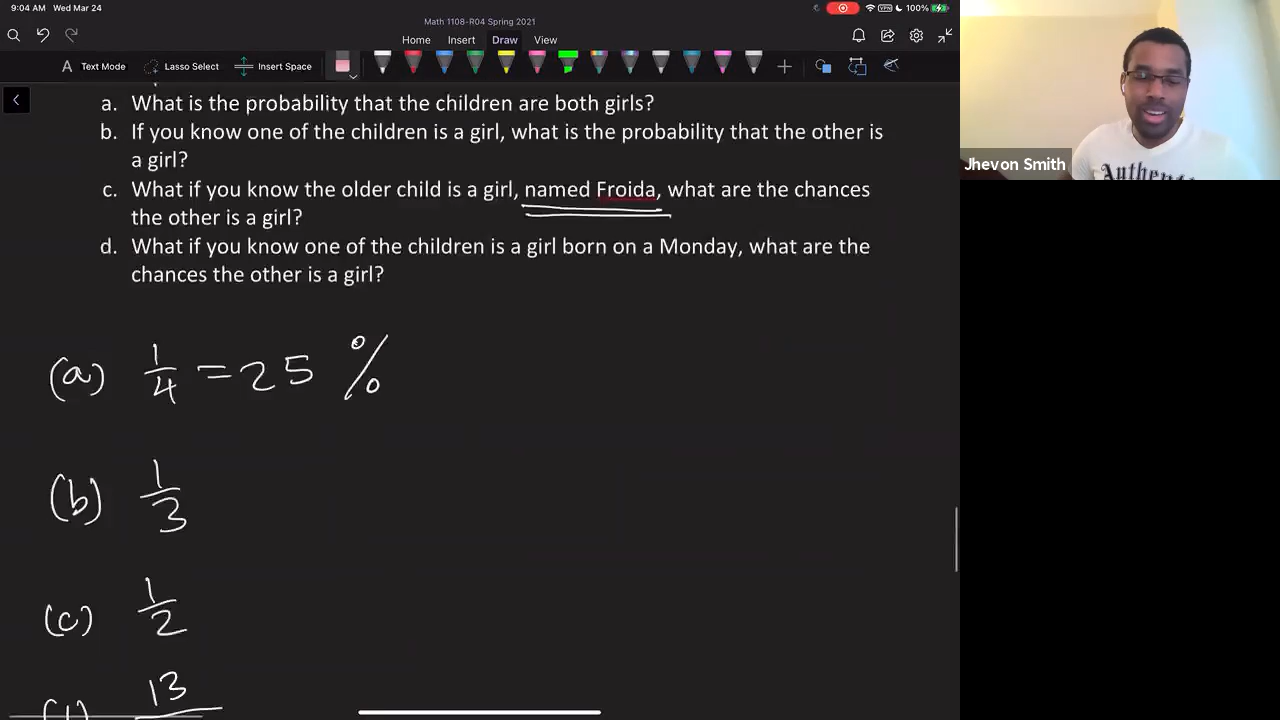 9:04 AM Wed Mar 24
VPN 100%
Math 1108-R04 Spring 2021
Home Insert Draw View
A Text Mode Lasso Select Insert Space
a. What is the probability that the children are both girls?
b. If you know one of the children is a girl, what is the probability that the other is
a girl?
c. What if you know the older child is a girl, named Froida, what are the chances
the other is a girl?
d. What if you know one of the children is a girl born on a Monday, what are the
chances the other is a girl?
(a) 1/4 = 25 %
(b) 1/3
(c) 1/2
13
Jhevon Smith